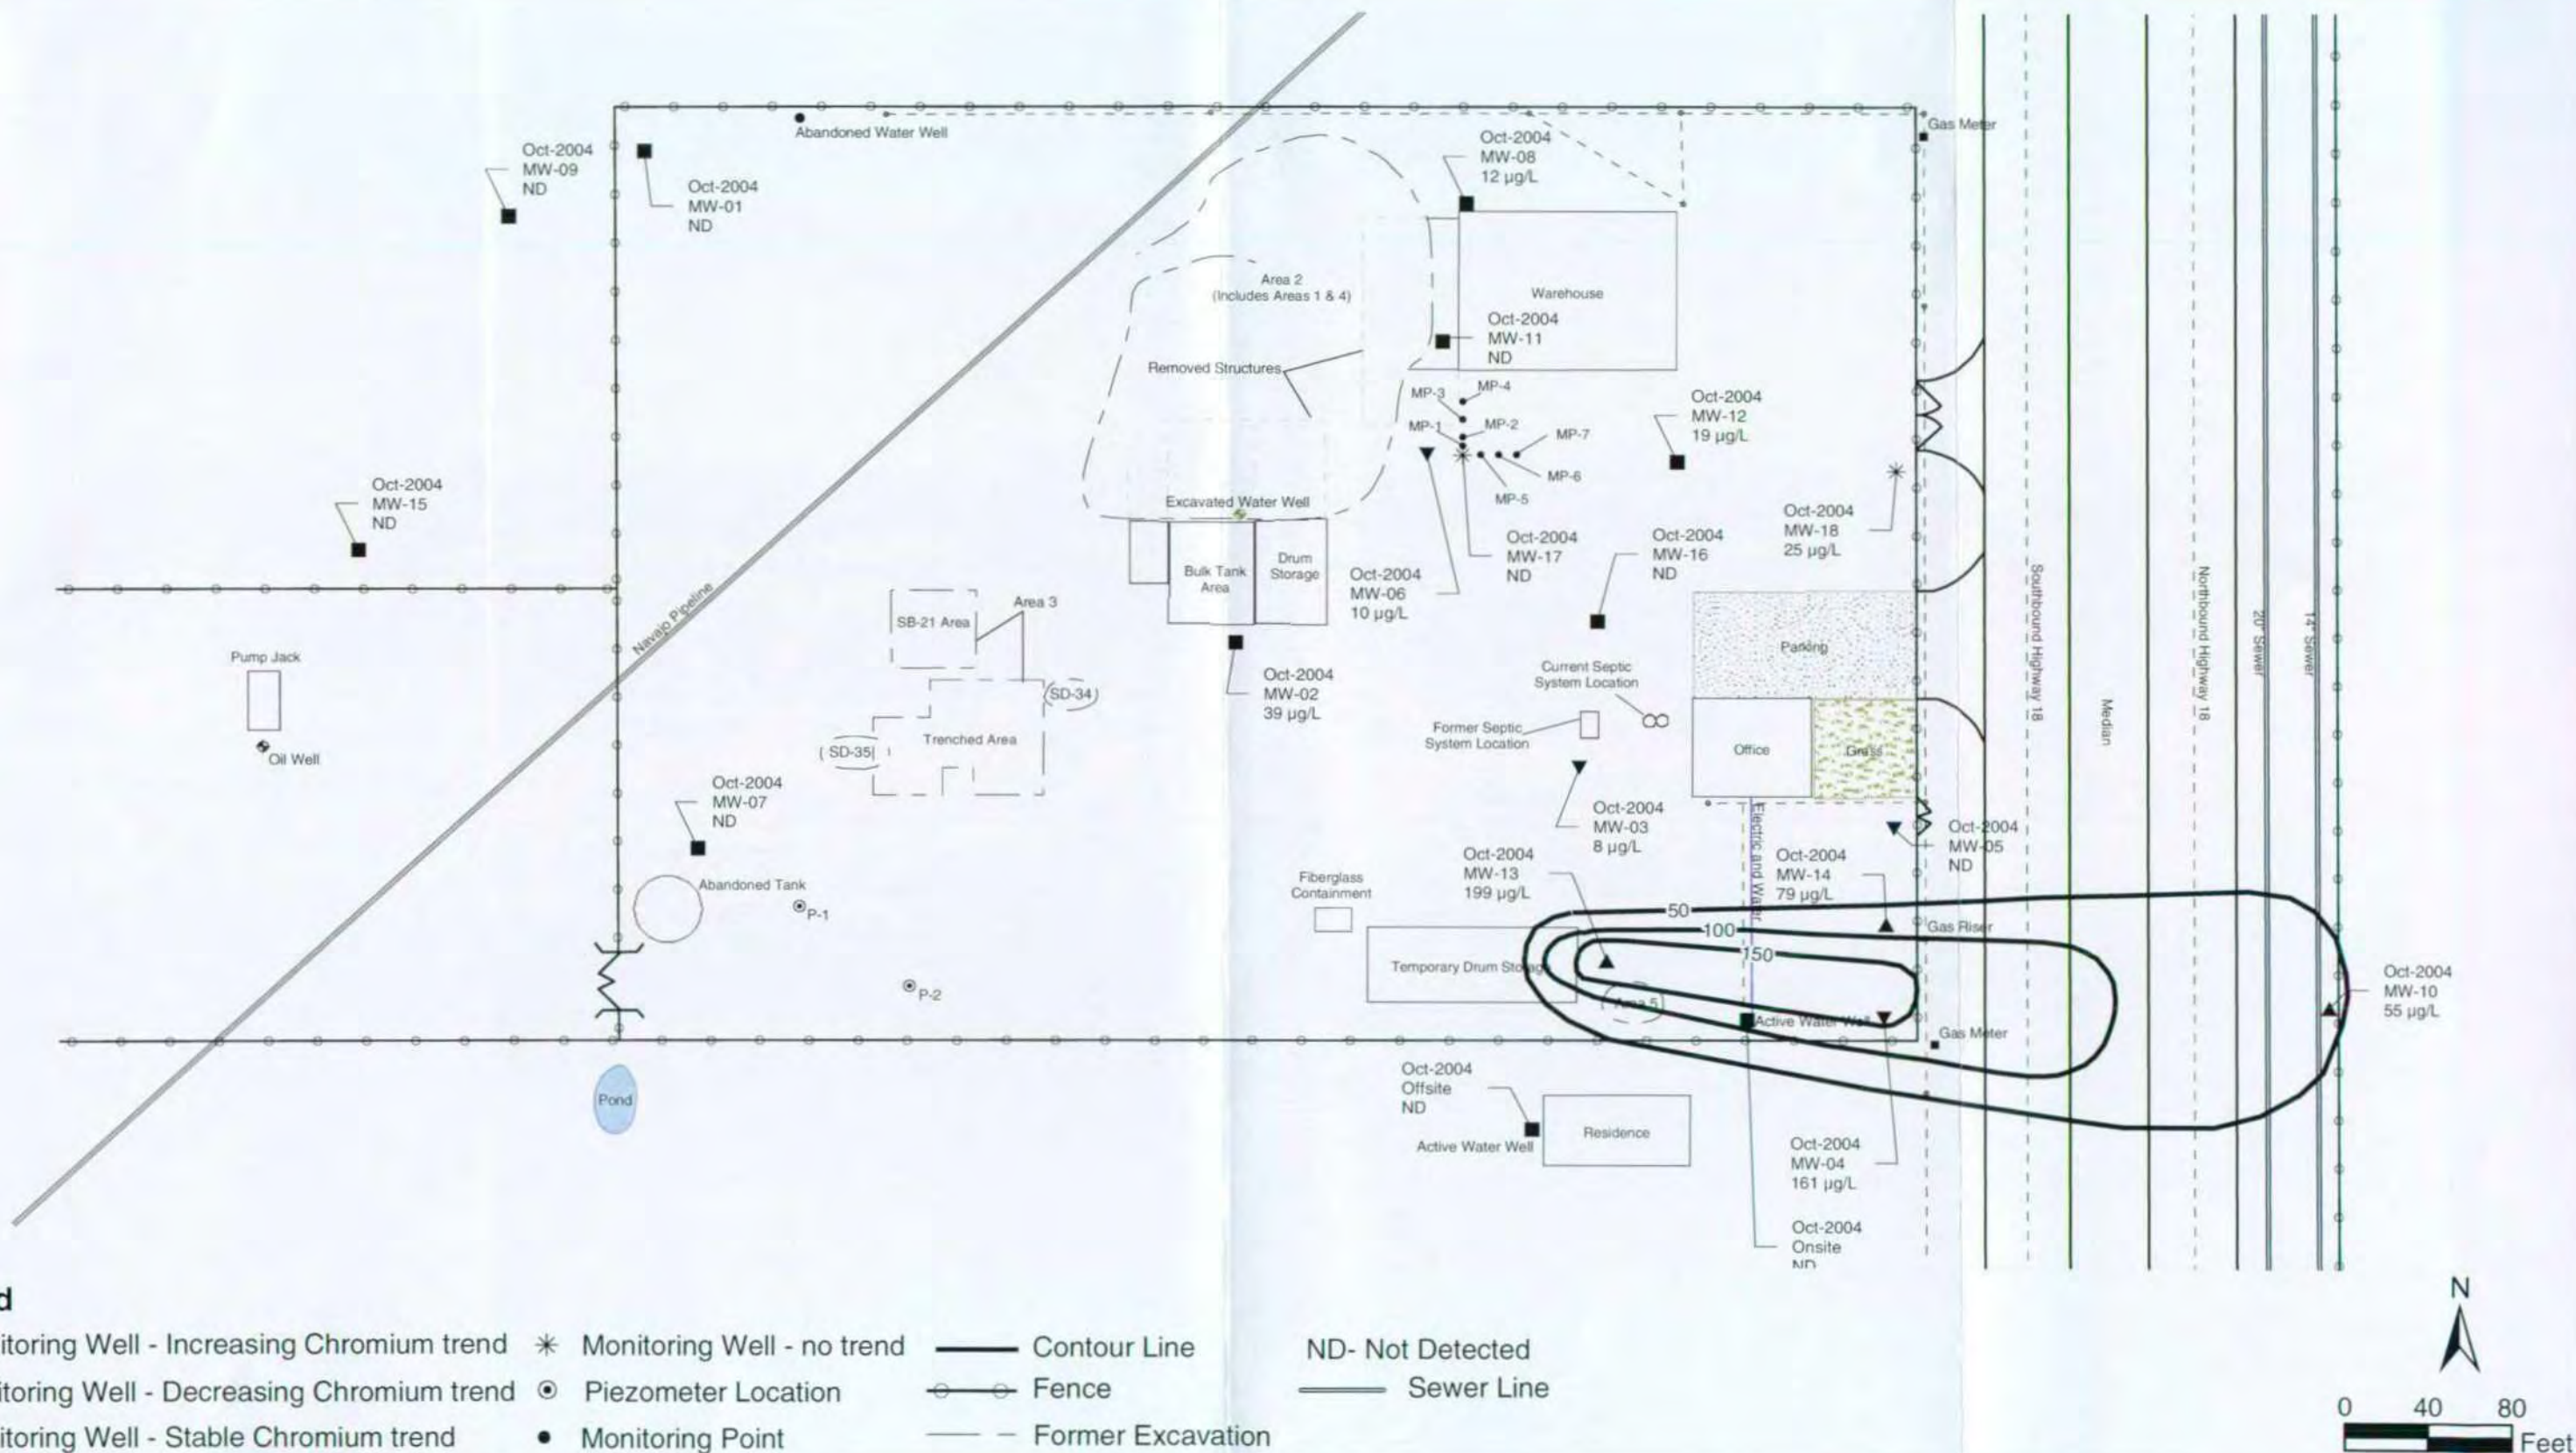 Abandoned Water Well
Gas Meter
Oct-2004
MW-09
ND
Oct-2004
MW-01
ND
Oct-2004
MW-08
12 µg/L
Area 2
(Includes Areas 1 & 4)
Warehouse
Oct-2004
MW-11
ND
Removed Structures
MP-3
MP-4
MP-1
MP-2
MP-7
MP-6
MP-5
Oct-2004
MW-12
19 µg/L
Oct-2004
MW-15
ND
Excavated Water Well
Oct-2004
MW-18
25 µg/L
Oct-2004
MW-17
ND
Oct-2004
MW-16
ND
Bulk Tank
Area
Drum
Storage
Oct-2004
MW-06
10 µg/L
Navajo Pipeline
SB-21 Area
Area 3
Southbound Highway 18
Median
Northbound Highway 18
20" Sewer
14" Sewer
Parking
Pump Jack
Oil Well
Oct-2004
MW-02
39 µg/L
Current Septic
System Location
SD-34
SD-35
Trenched Area
Former Septic
System Location
Office
Grass
Oct-2004
MW-07
ND
Oct-2004
MW-03
8 µg/L
Electric and Water
Oct-2004
MW-05
ND
Oct-2004
MW-13
199 µg/L
Oct-2004
MW-14
79 µg/L
Abandoned Tank
P-1
Fiberglass
Containment
50
100
150
Gas Riser
Temporary Drum Storage
Area 5
P-2
Oct-2004
MW-10
55 µg/L
Active Water Well
Gas Meter
Pond
Oct-2004
Offsite
ND
Active Water Well
Residence
Oct-2004
MW-04
161 µg/L
Oct-2004
Onsite
ND
d
itoring Well - Increasing Chromium trend
Monitoring Well - no trend
Contour Line
ND- Not Detected
itoring Well - Decreasing Chromium trend
Piezometer Location
Fence
Sewer Line
itoring Well - Stable Chromium trend
Monitoring Point
Former Excavation
N
0 40 80
Feet